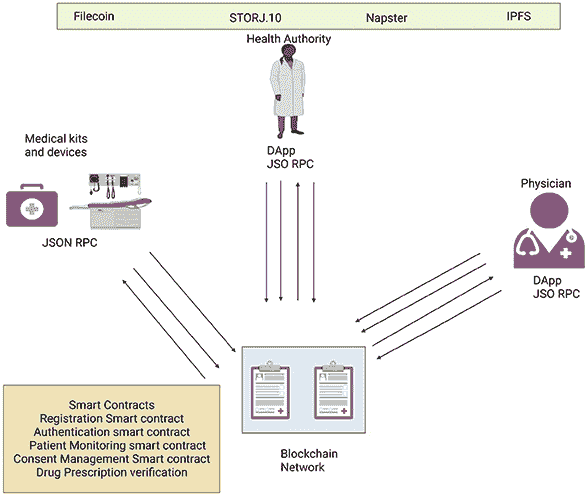 Filecoin STORJ.10 Napster IPFS
Health Authority
DApp
JSO RPC
Medical kits
and devices
JSON RPC
Physician
DApp
JSO RPC
Smart Contracts
Registration Smart contract
Authentication smart contract
Patient Monitoring smart contract
Consent Management Smart contract
Drug Prescription verification
Blockchain
Network